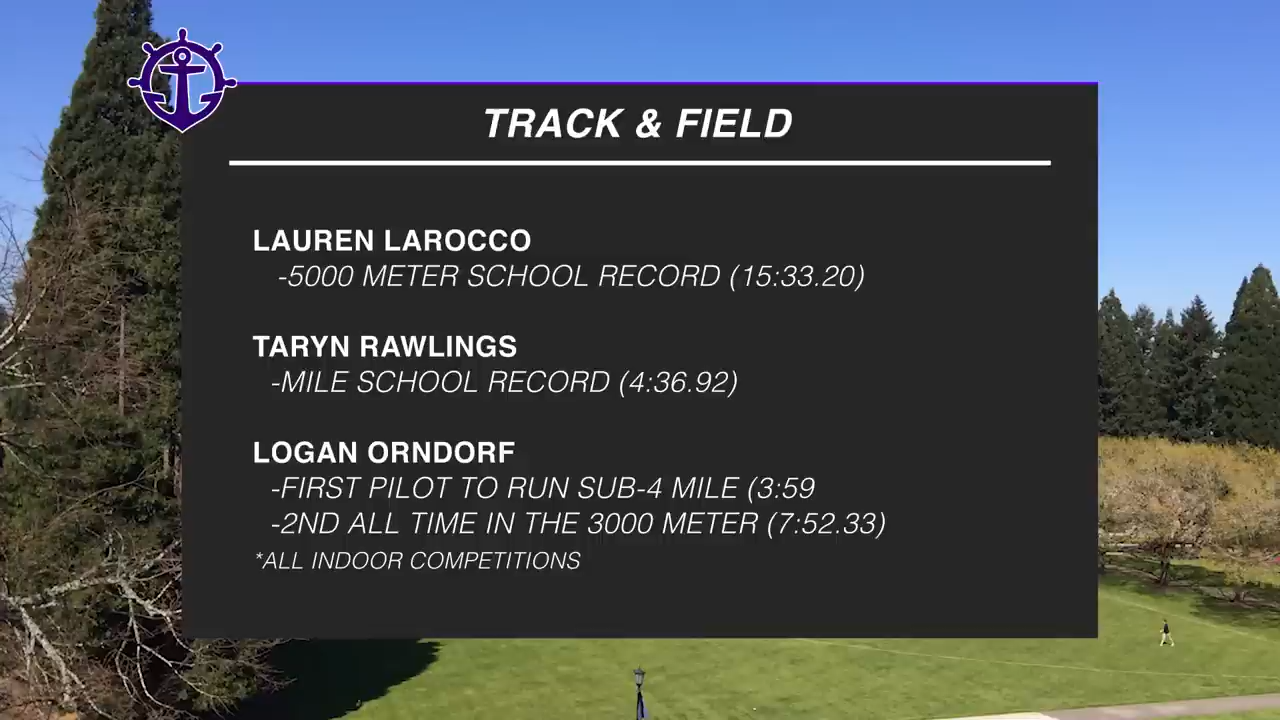 TRACK & FIELD
LAUREN LAROCCO
-5000 METER SCHOOL RECORD (15:33.20)
TARYN RAWLINGS
-MILE SCHOOL RECORD (4:36.92)
LOGAN ORNDORF
-FIRST PILOT TO RUN SUB-4 MILE (3:59
-2ND ALL TIME IN THE 3000 METER (7:52.33)
*ALL INDOOR COMPETITIONS